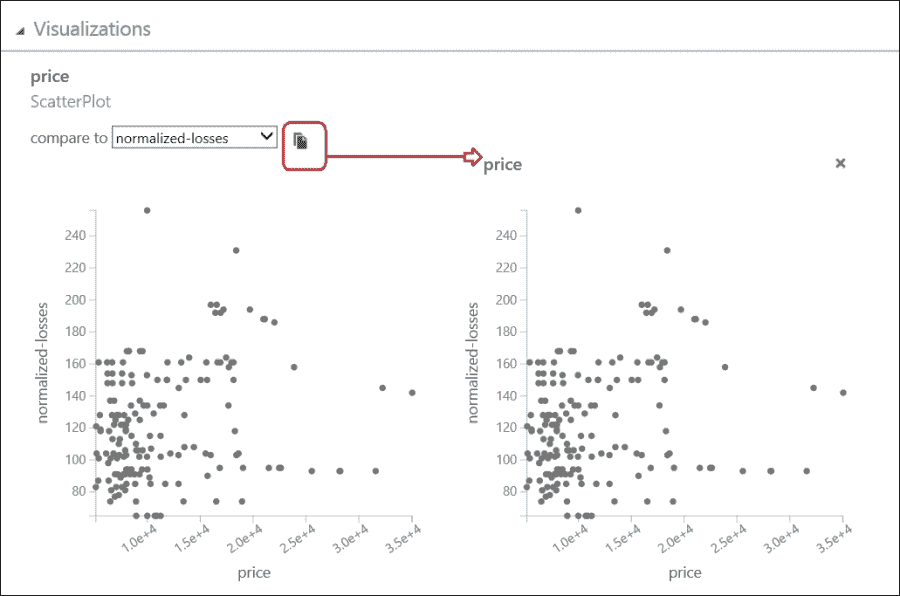 Visualizations
price
ScatterPlot
compare to normalized-losses
price
240
220
200
180
160
140
120
100
80
normalized-losses
1.0e+4
1.5e+4
2.0e+4
2.5e+4
3.0e+4
3.5e+4
price
240
220
200
180
160
140
120
100
80
normalized-losses
1.0e+4
1.5e+4
2.0e+4
2.5e+4
3.0e+4
3.5e+4
price